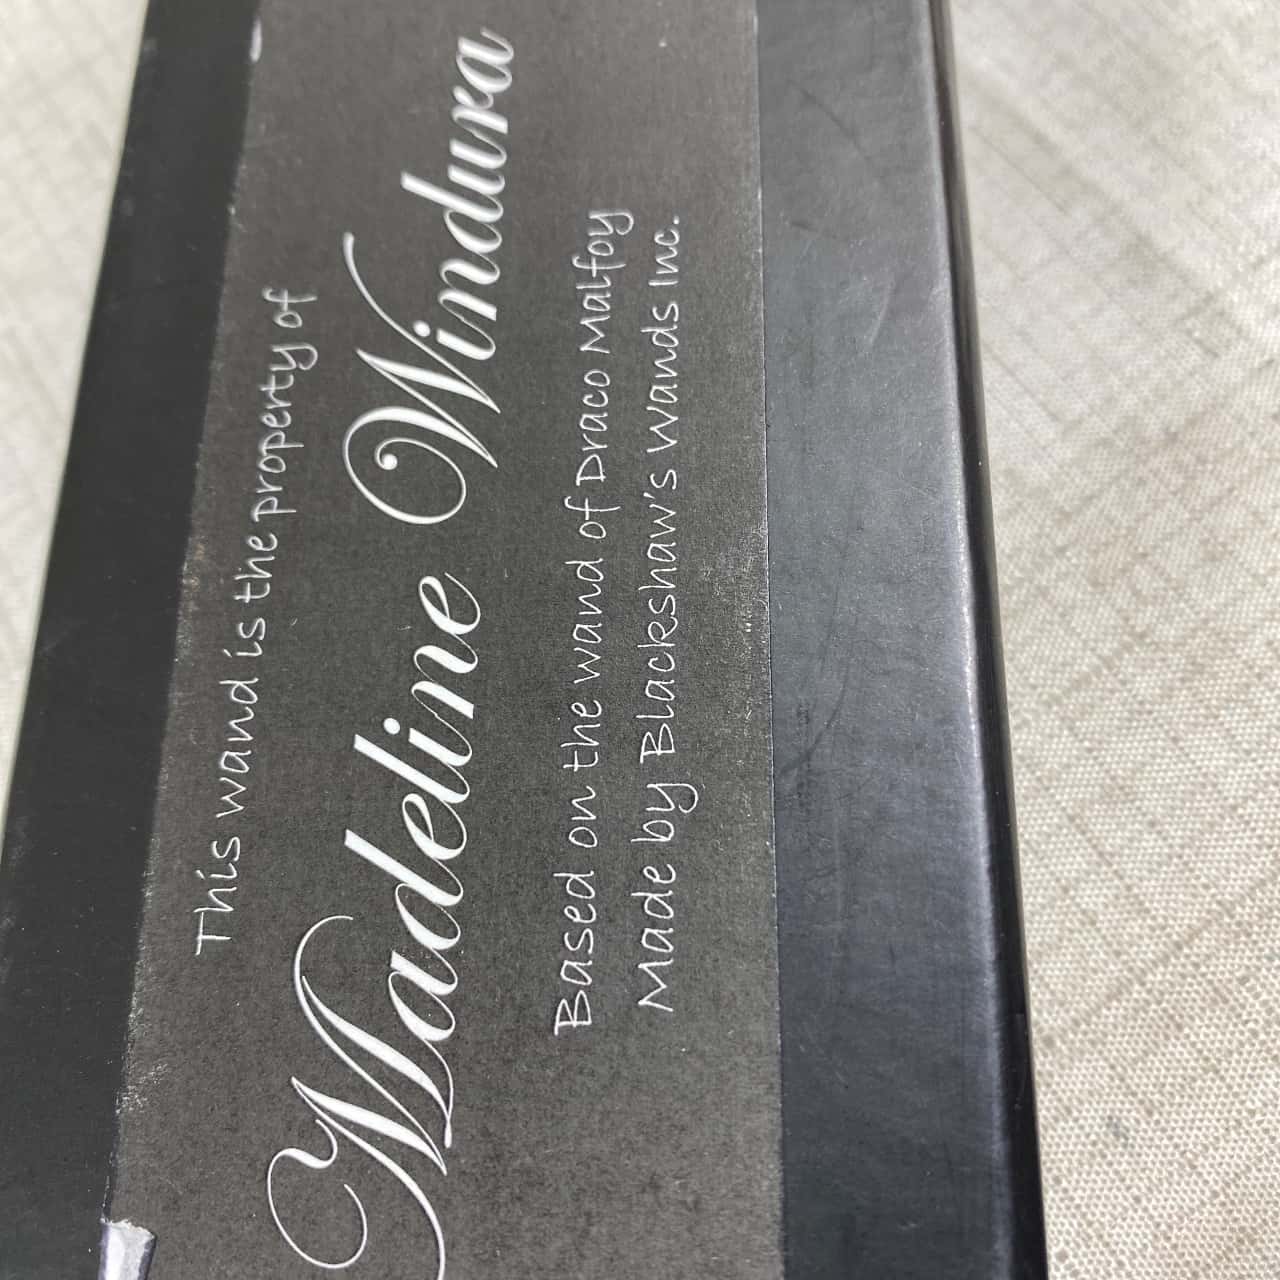 This wand is the property of
Madeline Windura
Based on the wand of Draco Malfoy
Made by Blackshaw's Wands Inc.